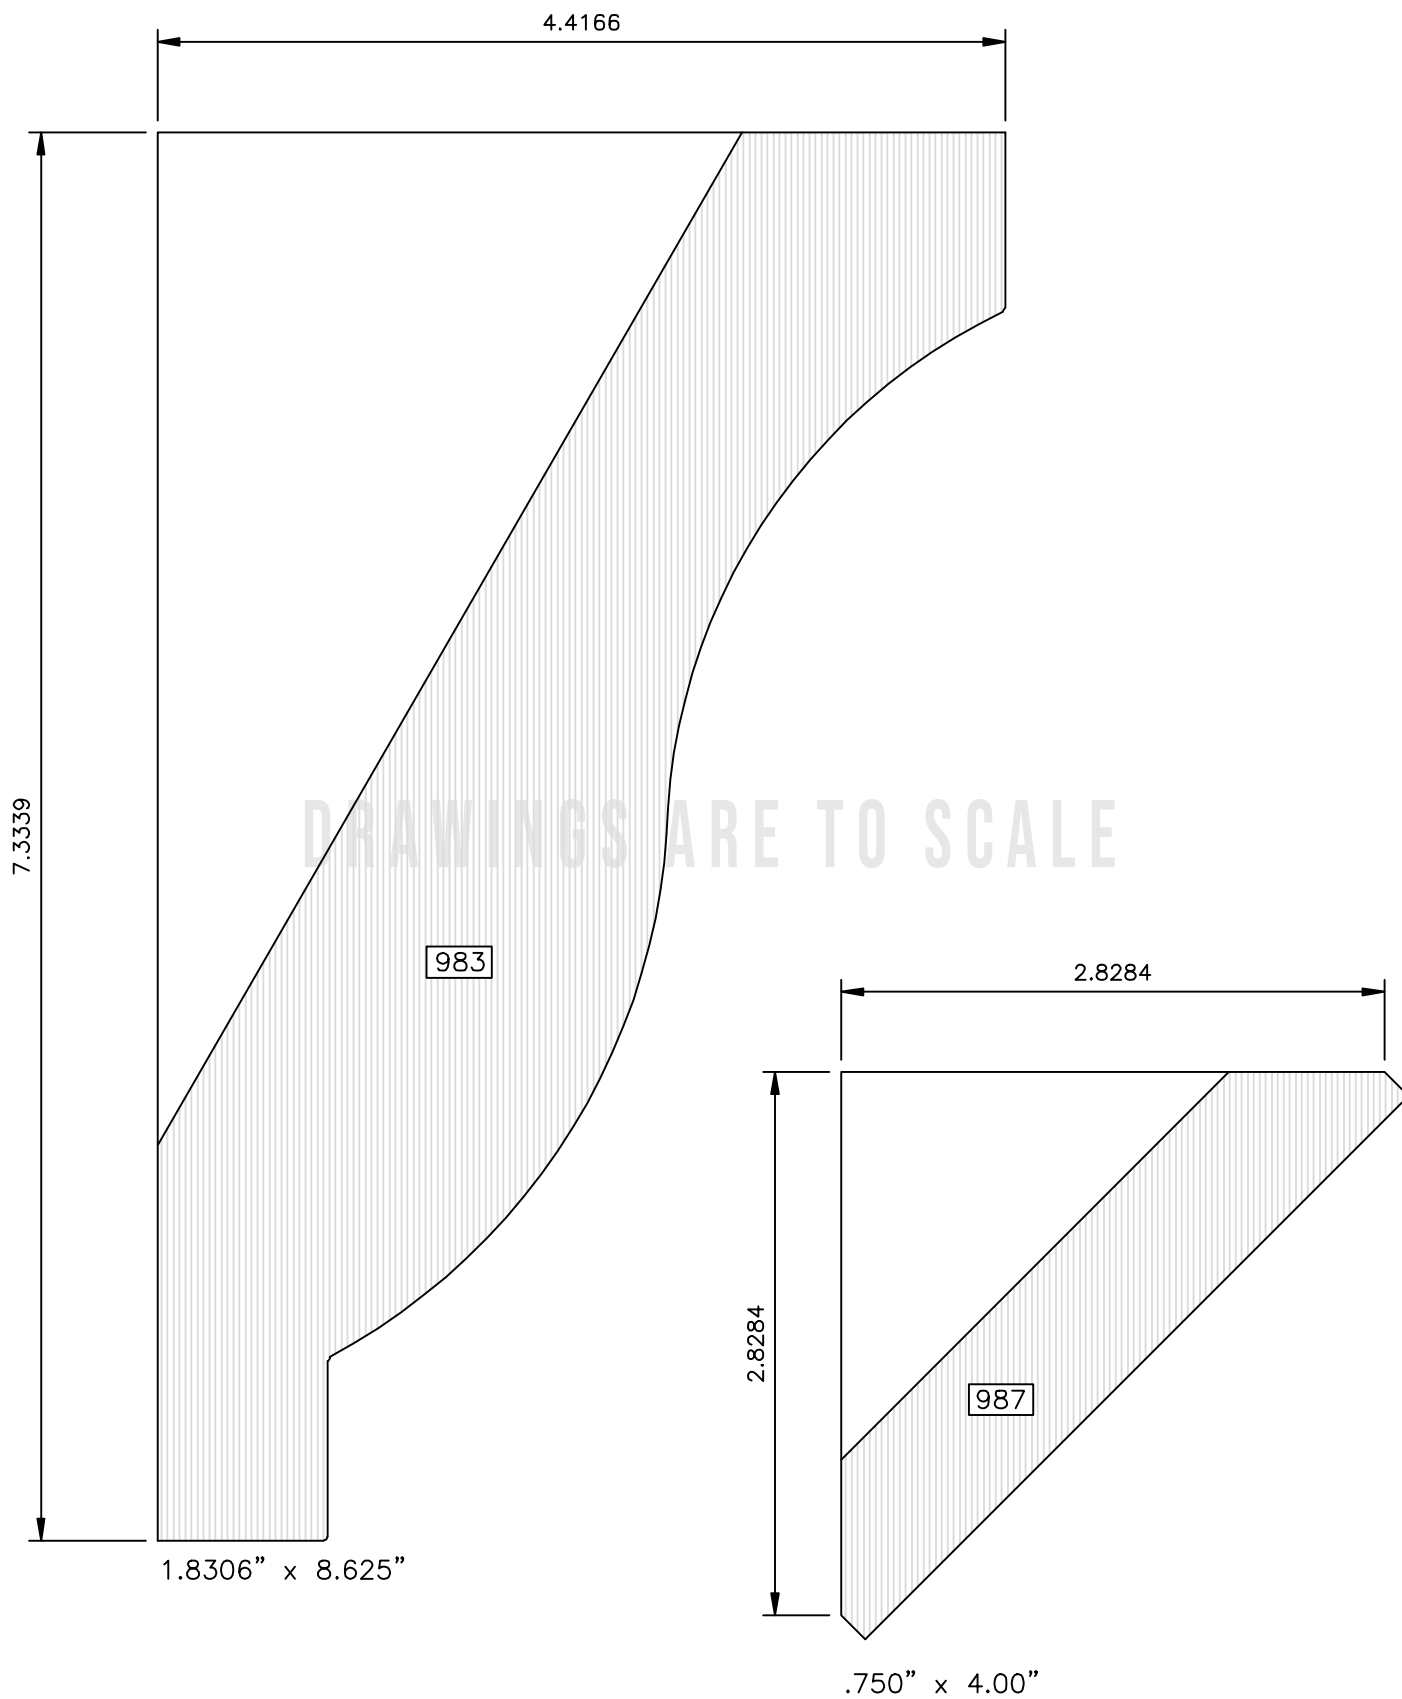 4.4166
7.3339
DRAWINGS ARE TO SCALE
983
2.8284
2.8284
987
1.8306” x 8.625”
.750” x 4.00”